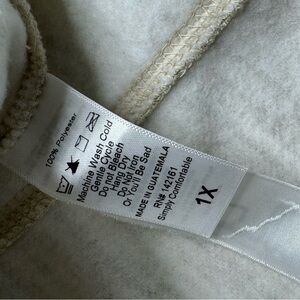 100% Polyester
Machine Wash Cold
Gentle Cycle
Do not Bleach
Hang Dry
Do Not Iron
Or You'll Be Sad
MADE IN GUATEMALA
RN# 142161
Simply Comfortable
1X